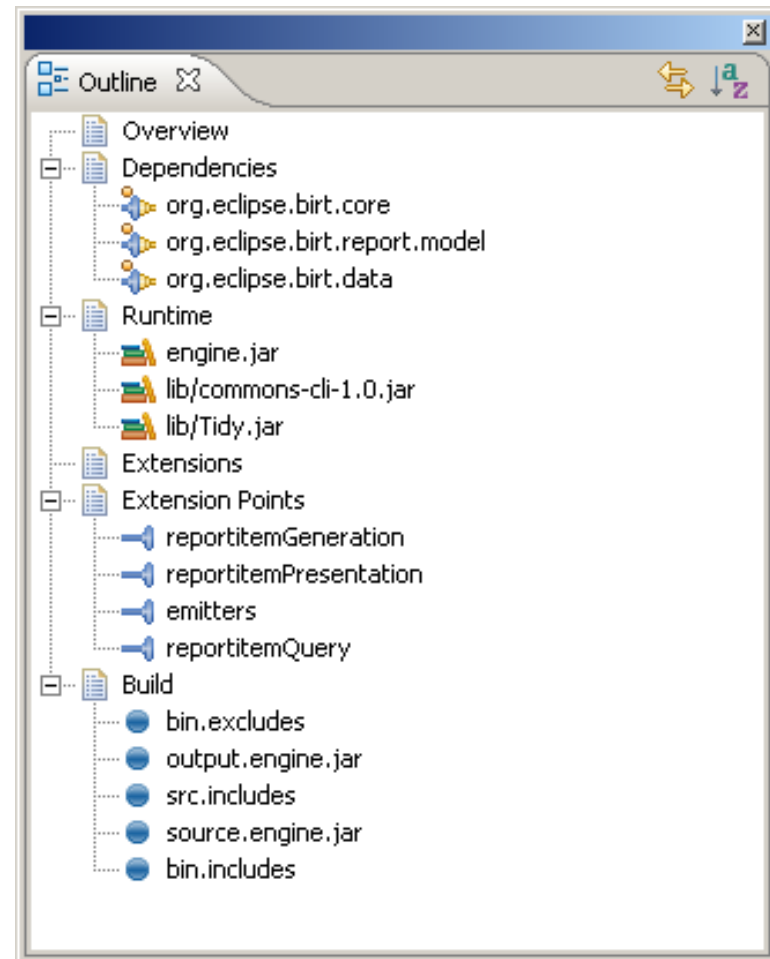 Outline
Overview
Dependencies
org.eclipse.birt.core
org.eclipse.birt.report.model
org.eclipse.birt.data
Runtime
engine.jar
lib/commons-cli-1.0.jar
lib/Tidy.jar
Extensions
Extension Points
reportitemGeneration
reportitemPresentation
emitters
reportitemQuery
Build
bin.excludes
output.engine.jar
src.includes
source.engine.jar
bin.includes